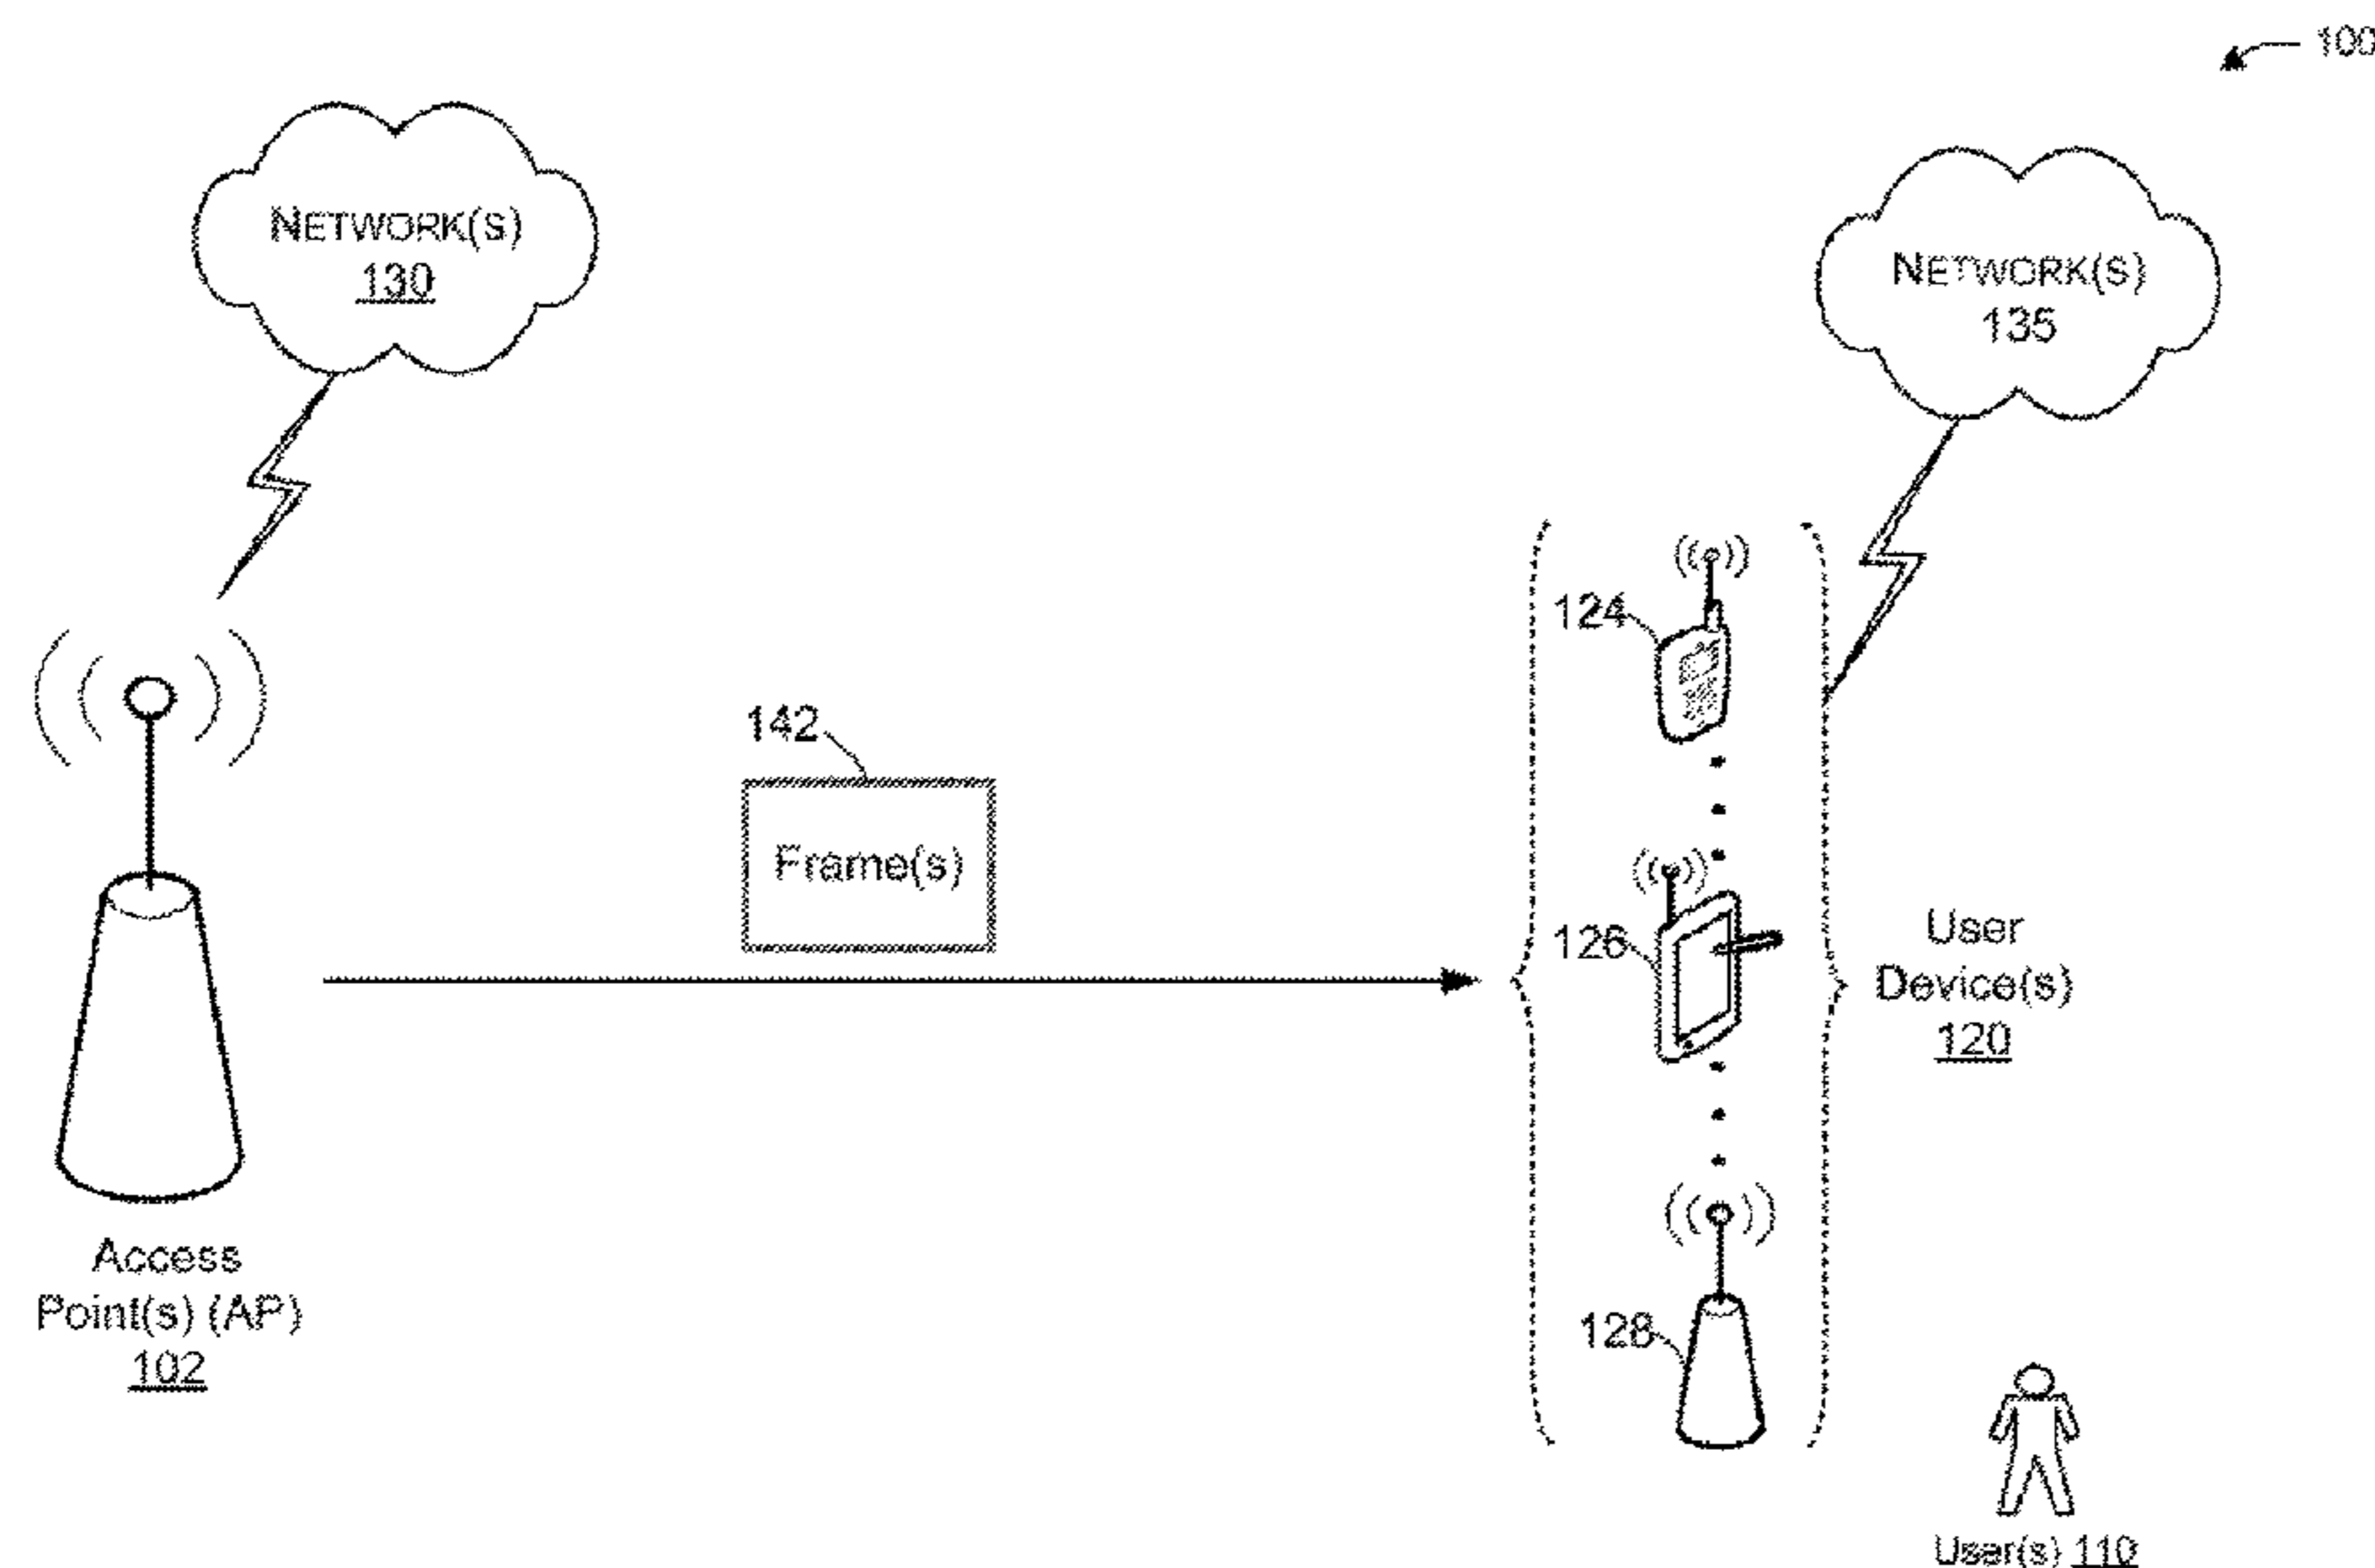 100
NETWORK(S)
130
NETWORK(S)
135
124
142
Frame(s)
126
User
Device(s)
120
Access
Point(s) (AP)
102
128
User(s) 110